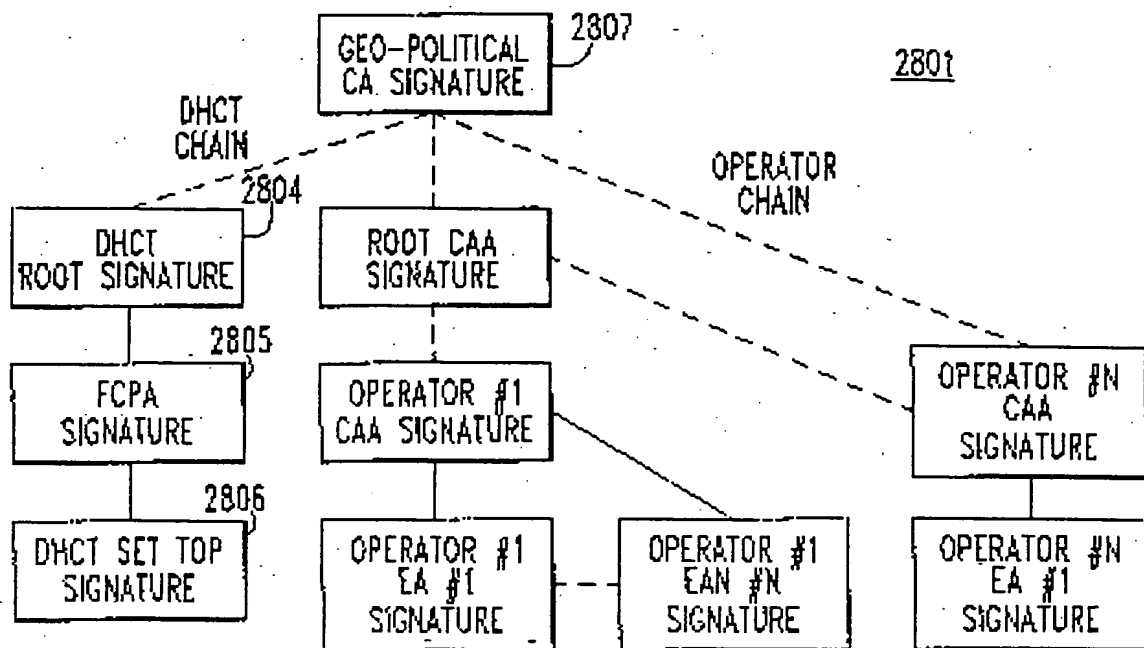 2807
GEO-POLITICAL
CA SIGNATURE
2801
DHCT
CHAIN
OPERATOR
CHAIN
2804
DHCT
ROOT SIGNATURE
ROOT CAA
SIGNATURE
2805
FCPA
SIGNATURE
OPERATOR #1
CAA SIGNATURE
OPERATOR #N
CAA
SIGNATURE
2806
DHCT SET TOP
SIGNATURE
OPERATOR #1
EA #1
SIGNATURE
OPERATOR #1
EAN #N
SIGNATURE
OPERATOR #N
EA #1
SIGNATURE